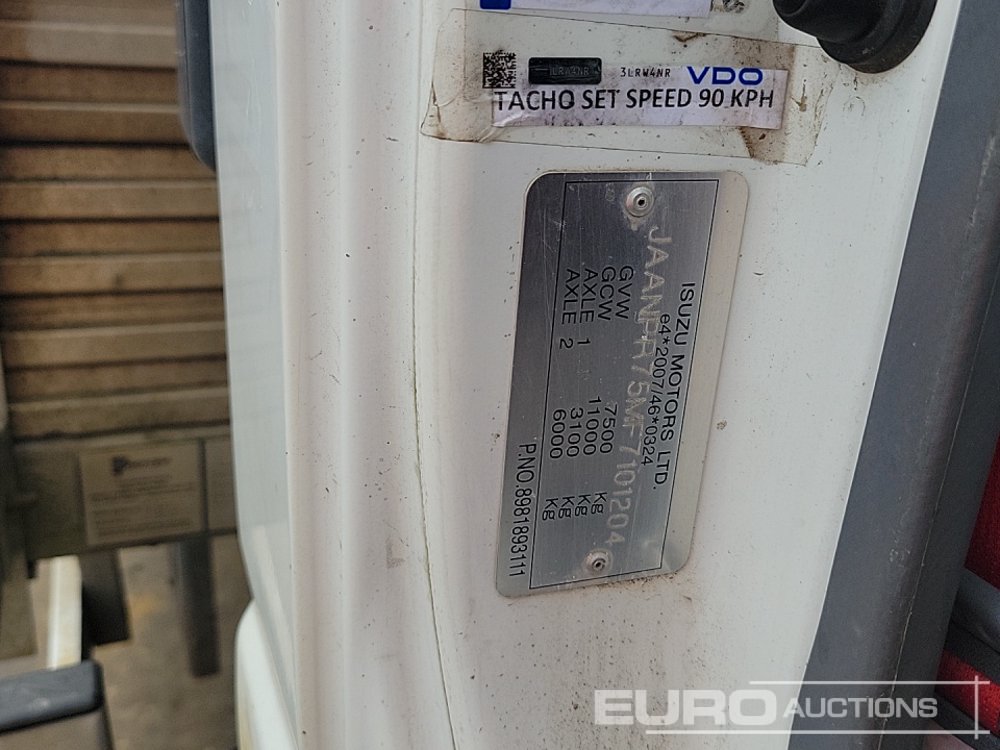 3LRW4NR VDO
TACHO SET SPEED 90 KPH
ISUZU MOTORS LTD.
e4*2007/46*0324
JAANPR75MF7101204
GVW 7500 Kg
GCW 11000 Kg
AXLE 1 3100 Kg
AXLE 2 6000 Kg
P.NO.8981893111
EURO AUCTIONS